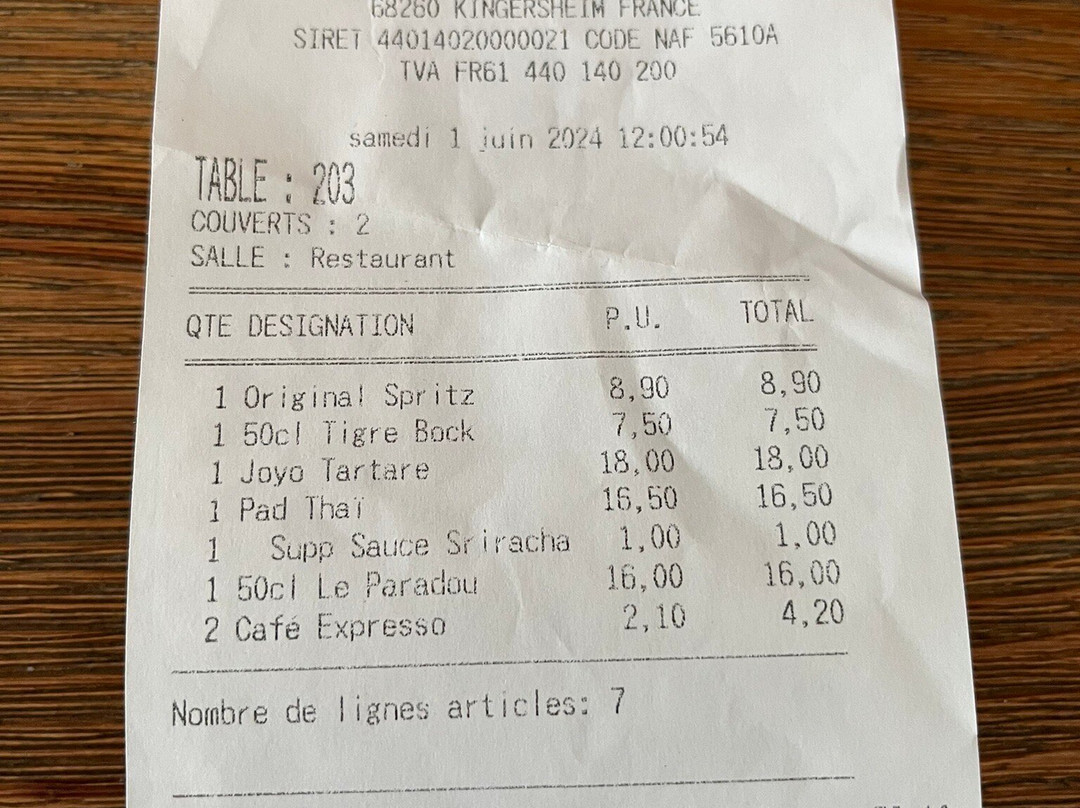 68260 KINGERSHEIM FRANCE
SIRET 44014020000021 CODE NAF 5610A
TVA FR61 440 140 200
samedi 1 juin 2024 12:00:54
TABLE : 203
COUVERTS : 2
SALLE : Restaurant
QTE DESIGNATION P.U. TOTAL
1 Original Spritz 8,90 8,90
1 50cl Tigre Bock 7,50 7,50
1 Joyo Tartare 18,00 18,00
1 Pad Thaï 16,50 16,50
1 Supp Sauce Sriracha 1,00 1,00
1 50cl Le Paradou 16,00 16,00
2 Café Expresso 2,10 4,20
Nombre de lignes articles: 7